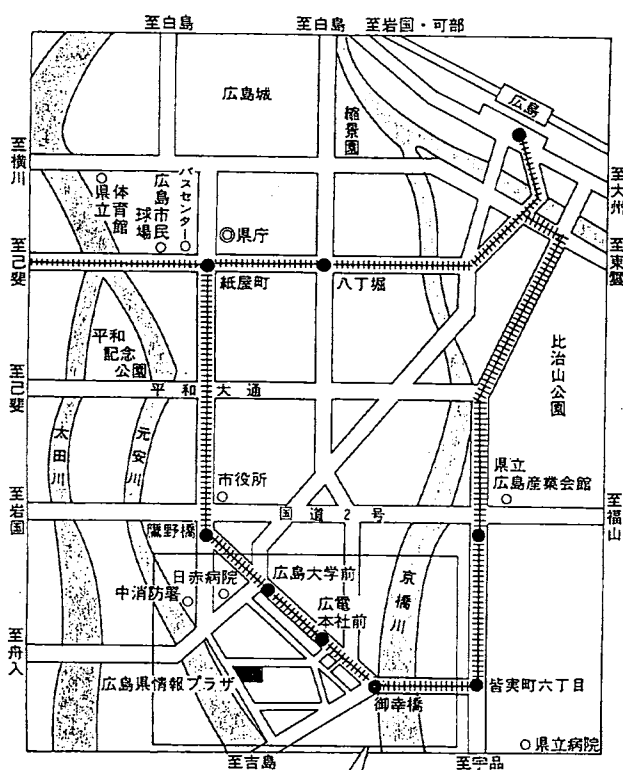 至白島
至白島
至岩国・可部
広島城
縮景園
広島
至横川
県立体育館
広島市民球場
バスセンター
◎県庁
至大州
至己斐
紙屋町
八丁堀
至東雲
平和記念公園
比治山公園
至己斐
平和大通
太田川
元安川
市役所
県立
広島産業会館
至岩国
国道2号
至福山
鷹野橋
日赤病院
中消防署
広島大学前
広電
本社前
京橋川
至舟入
広島県情報プラザ
御幸橋
皆実町六丁目
県立病院
至吉島
至宇品